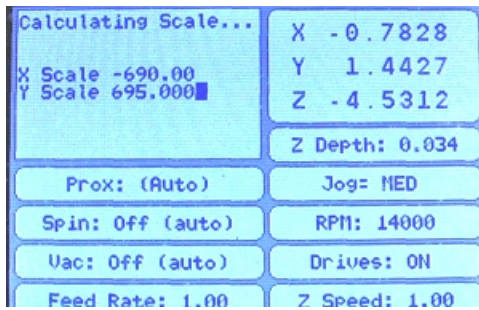 Calculating Scale...
X Scale -690.00
Y Scale 695.000
X -0.7828
Y 1.4427
Z -4.5312
Z Depth: 0.034
Prox: (Auto)
Jog= MED
Spin: Off (auto)
RPM: 14000
Vac: Off (auto)
Drives: ON
Feed Rate: 1.00
Z Speed: 1.00